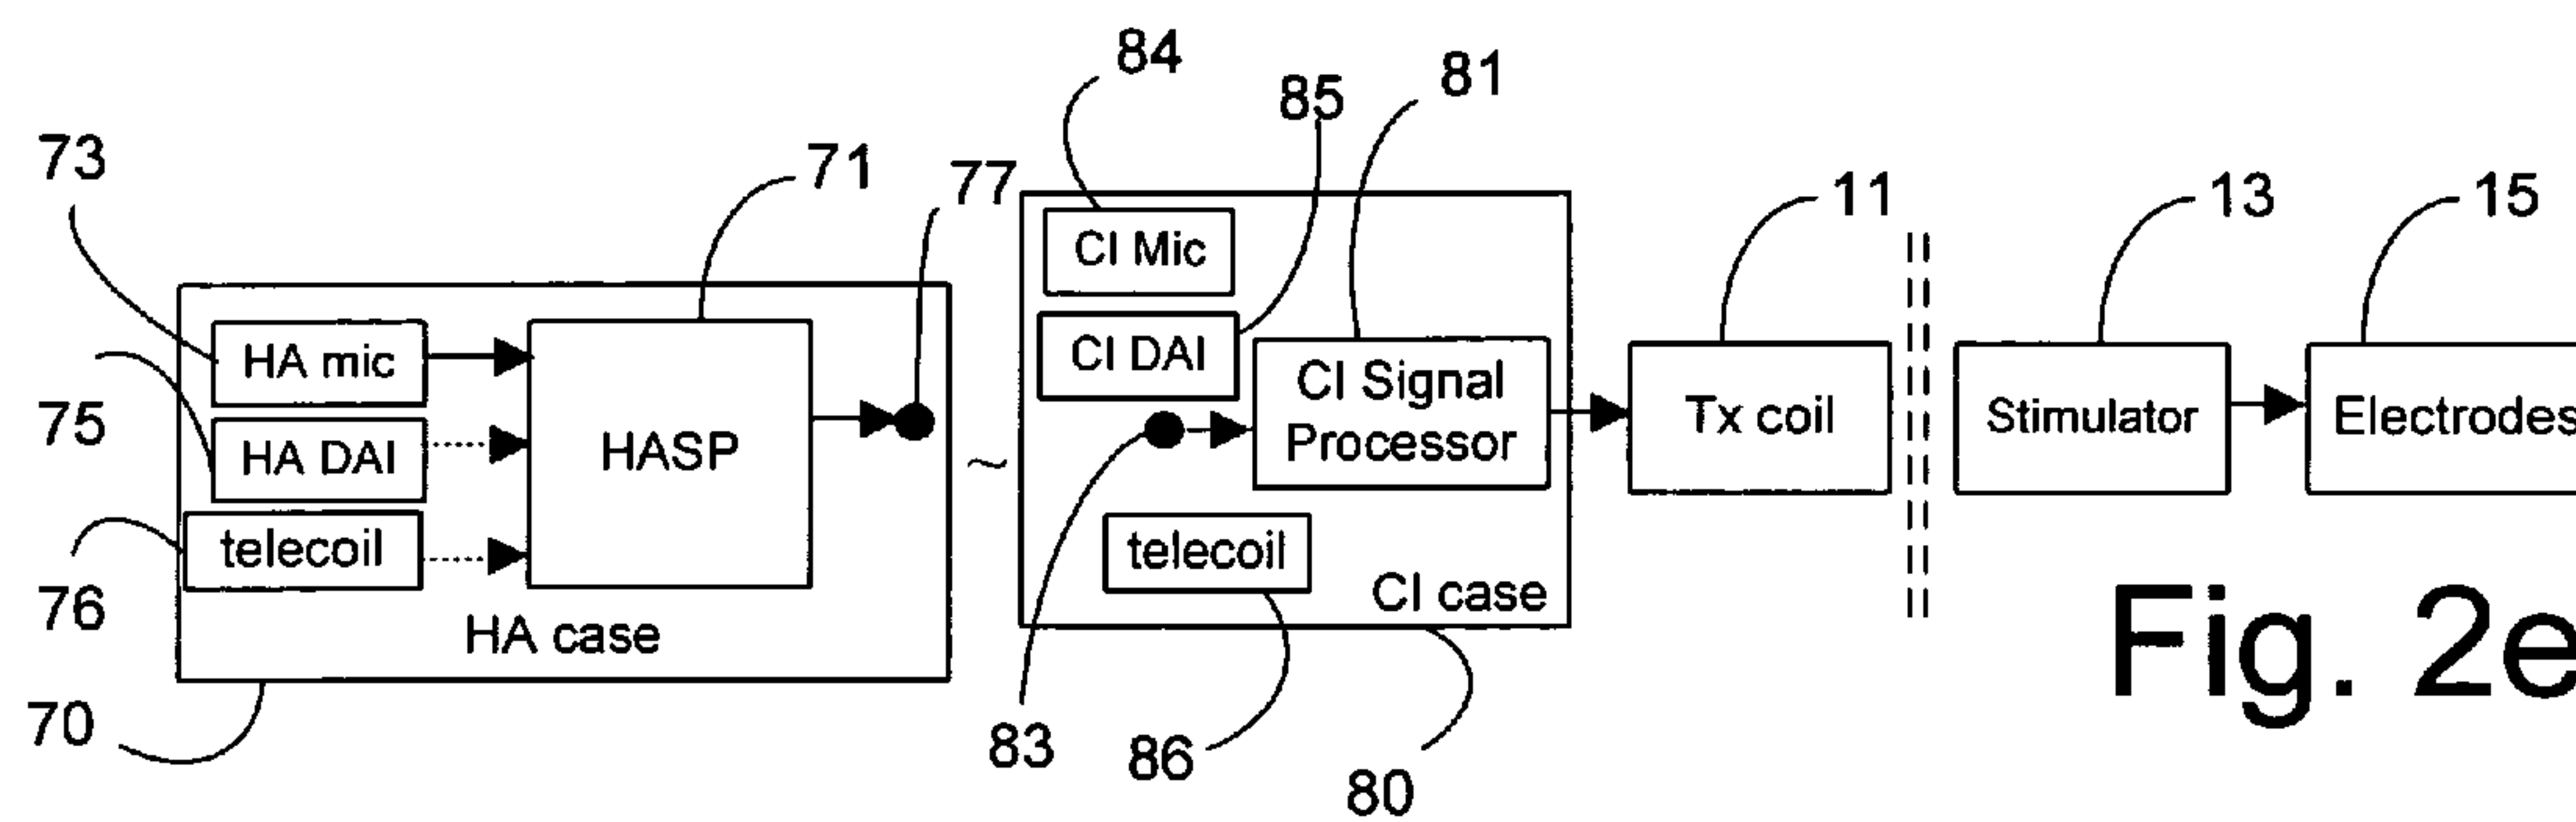 84
85
81
73
71
77
11
13
15
CI Mic
HA mic
CI DAI
CI Signal
Processor
Tx coil
Stimulator
Electrodes
75
HA DAI
HASP
~
telecoil
telecoil
76
HA case
CI case
Fig. 2e
70
83
86
80